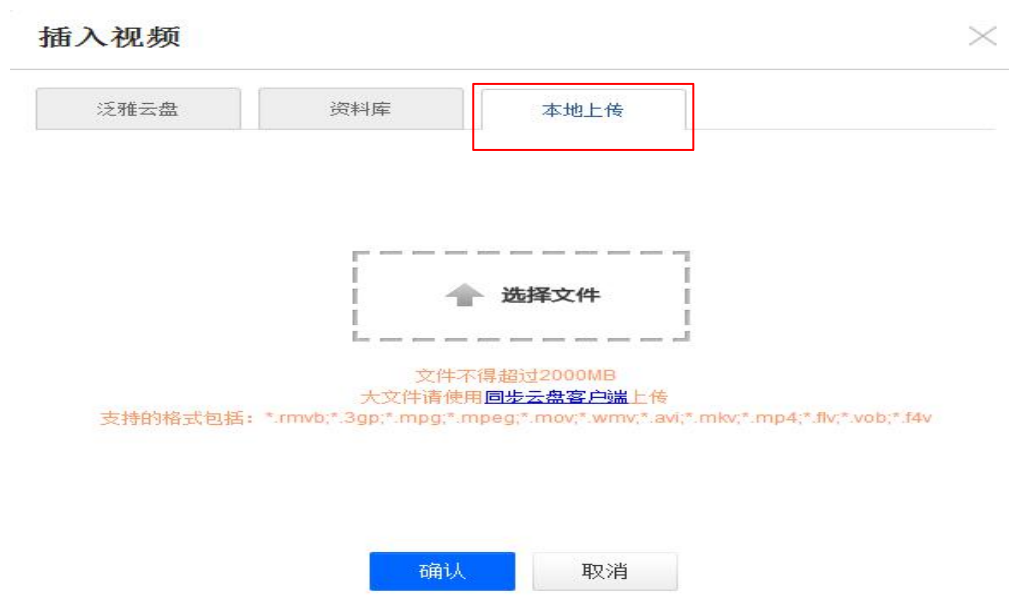 插入视频
泛雅云盘 资料库 本地上传
选择文件
文件不得超过2000MB
大文件请使用同步云盘客户端上传
支持的格式包括：*.rmvb;*.3gp;*.mpg;*.mpeg;*.mov;*.wmv;*.avi;*.mkv;*.mp4;*.flv;*.vob;*.f4v
确认 取消